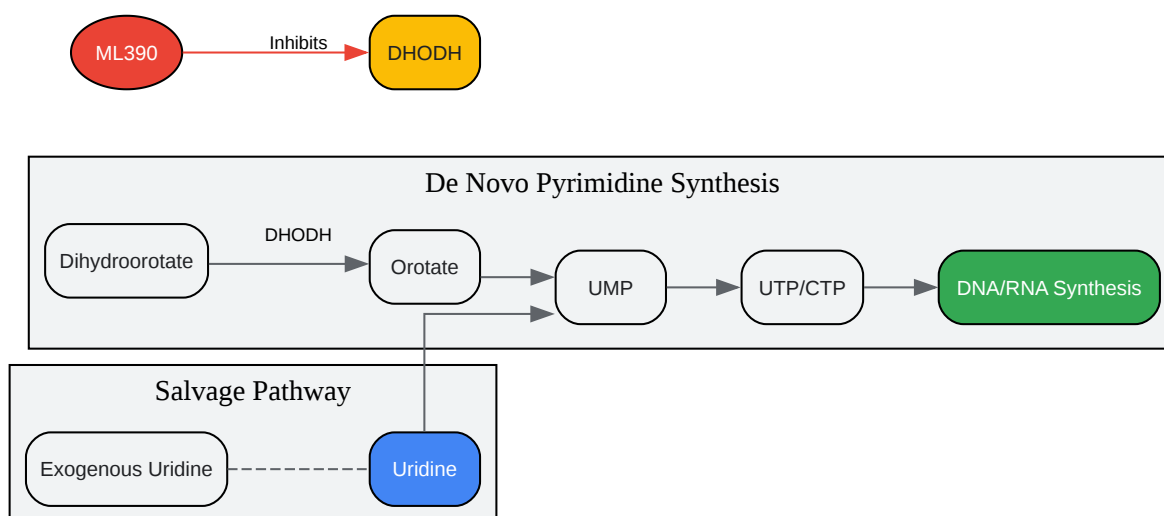 ML390
Inhibits
DHODH
De Novo Pyrimidine Synthesis
Dihydroorotate
DHODH
Orotate
UMP
UTP/CTP
DNA/RNA Synthesis
Salvage Pathway
Exogenous Uridine
Uridine